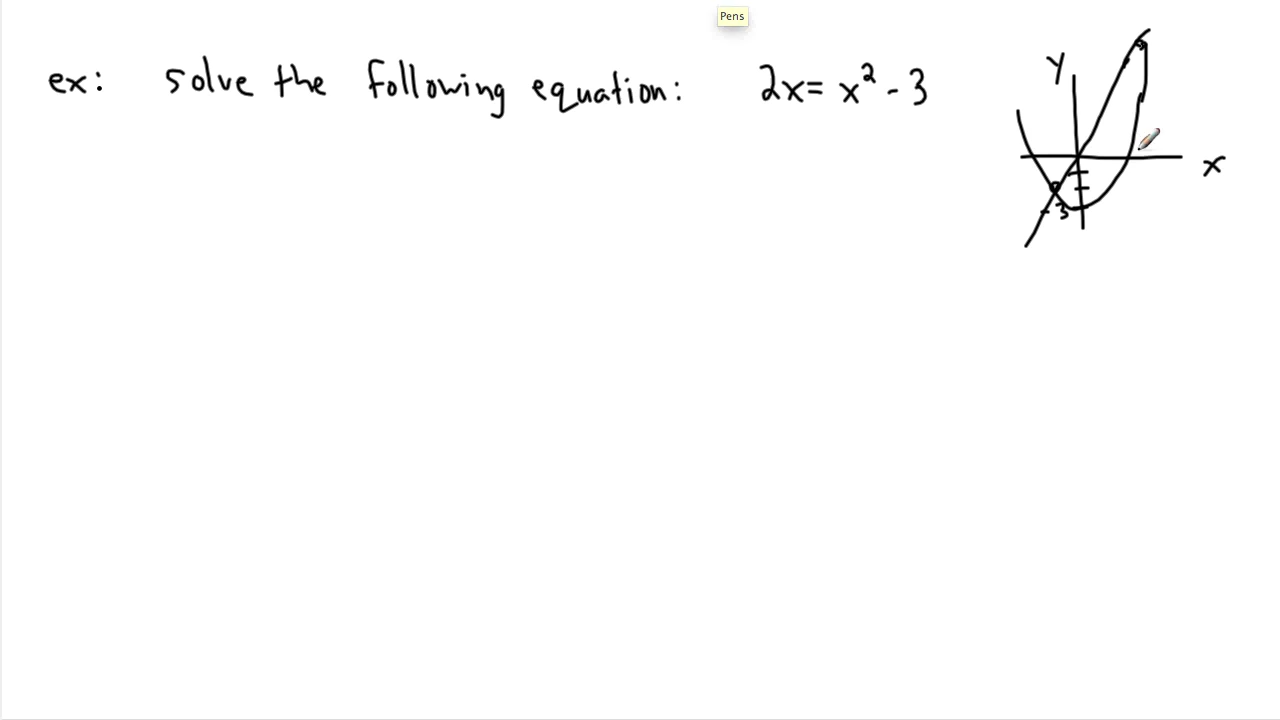 Pens
ex: solve the following equation: 2x = x² - 3
y
x
-3